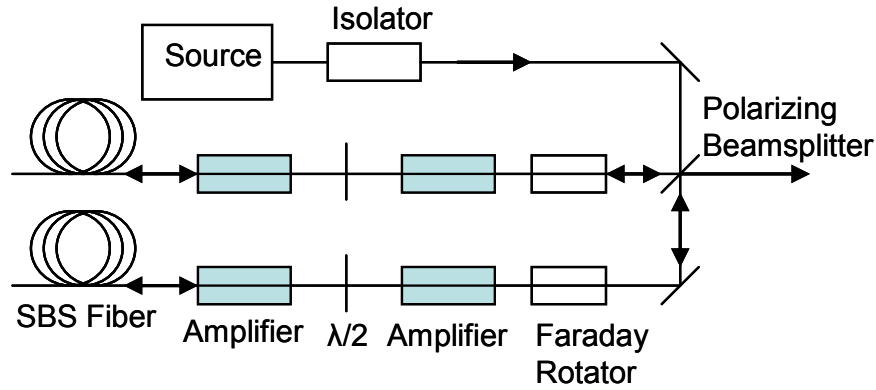 Isolator
Source
Polarizing
Beamsplitter
SBS Fiber
Amplifier
λ/2
Amplifier
Faraday
Rotator